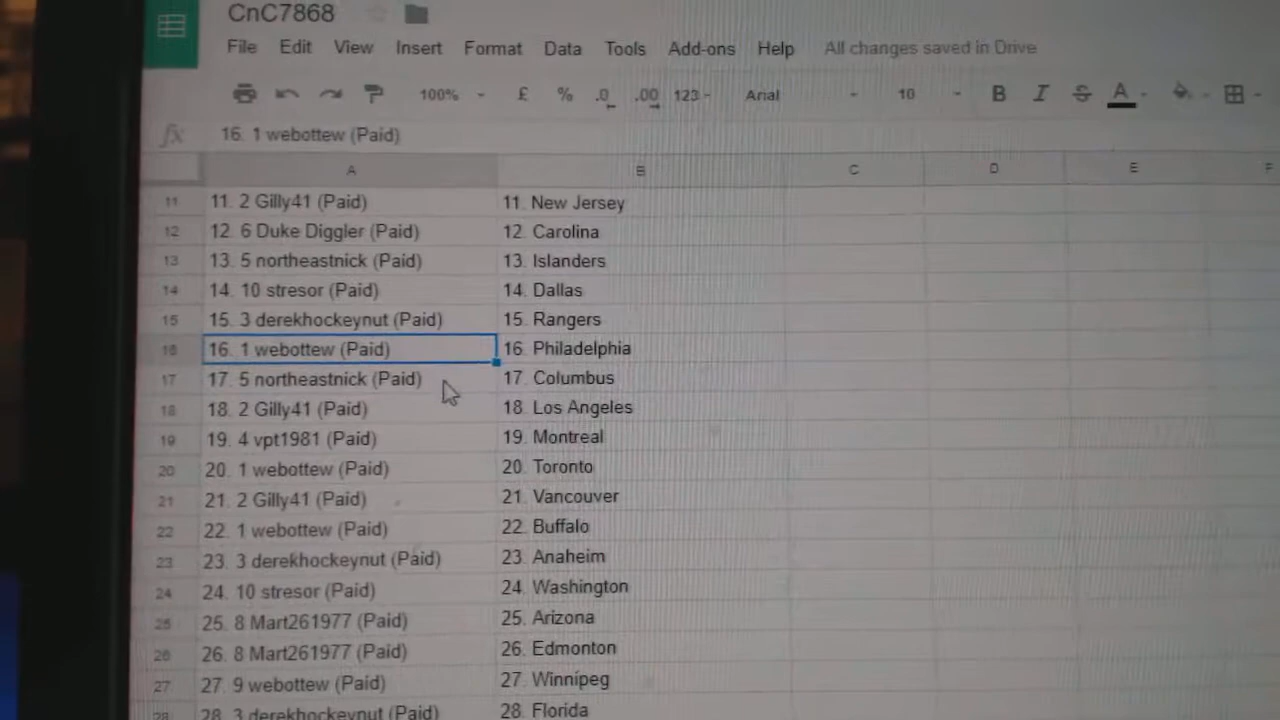 CnC7868
File Edit View Insert Format Data Tools Add-ons Help All changes saved in Drive
100% £ % .0 .00 123 Arial 10 B I S A
fx 16. 1 webottew (Paid)
A B C D E F
11 11. 2 Gilly41 (Paid) 11. New Jersey
12 12. 6 Duke Diggler (Paid) 12. Carolina
13 13. 5 northeastnick (Paid) 13. Islanders
14 14. 10 stresor (Paid) 14. Dallas
15 15. 3 derekhockeynut (Paid) 15. Rangers
16 16. 1 webottew (Paid) 16. Philadelphia
17 17. 5 northeastnick (Paid) 17. Columbus
18 18. 2 Gilly41 (Paid) 18. Los Angeles
19 19. 4 vpt1981 (Paid) 19. Montreal
20 20. 1 webottew (Paid) 20. Toronto
21 21. 2 Gilly41 (Paid) 21. Vancouver
22 22. 1 webottew (Paid) 22. Buffalo
23 23. 3 derekhockeynut (Paid) 23. Anaheim
24 24. 10 stresor (Paid) 24. Washington
25 25. 8 Mart261977 (Paid) 25. Arizona
26 26. 8 Mart261977 (Paid) 26. Edmonton
27 27. 9 webottew (Paid) 27. Winnipeg
28 28. 3 derekhockeynut (Paid) 28. Florida